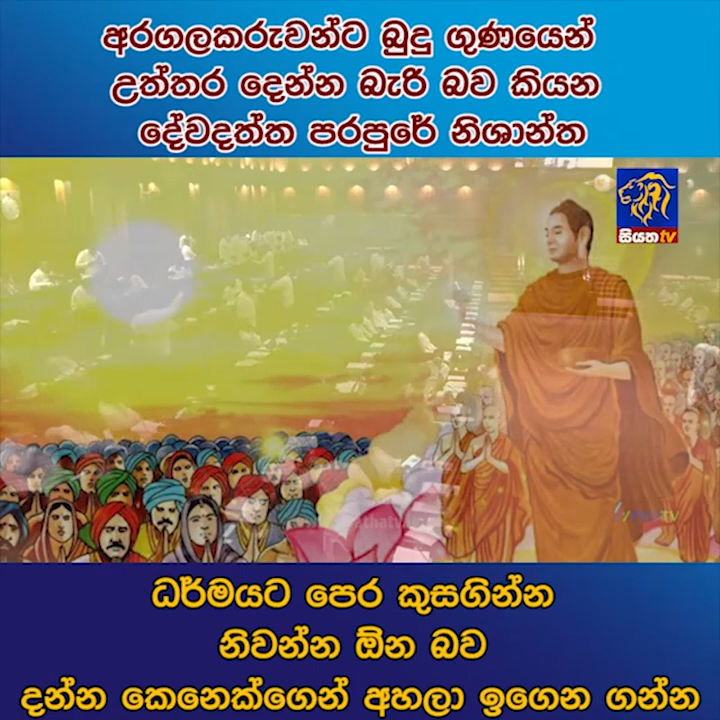 අරගලකරුවන්ට බුදු ගුණයෙන්
උත්තර දෙන්න බැරි බව කියන
දේවදත්ත පරපුරේ නිශාන්ත
සියත tv
ධර්මයට පෙර කුසගින්න
නිවන්න ඕන බව
දන්න කෙනෙක්ගෙන් අහලා ඉගෙන ගන්න